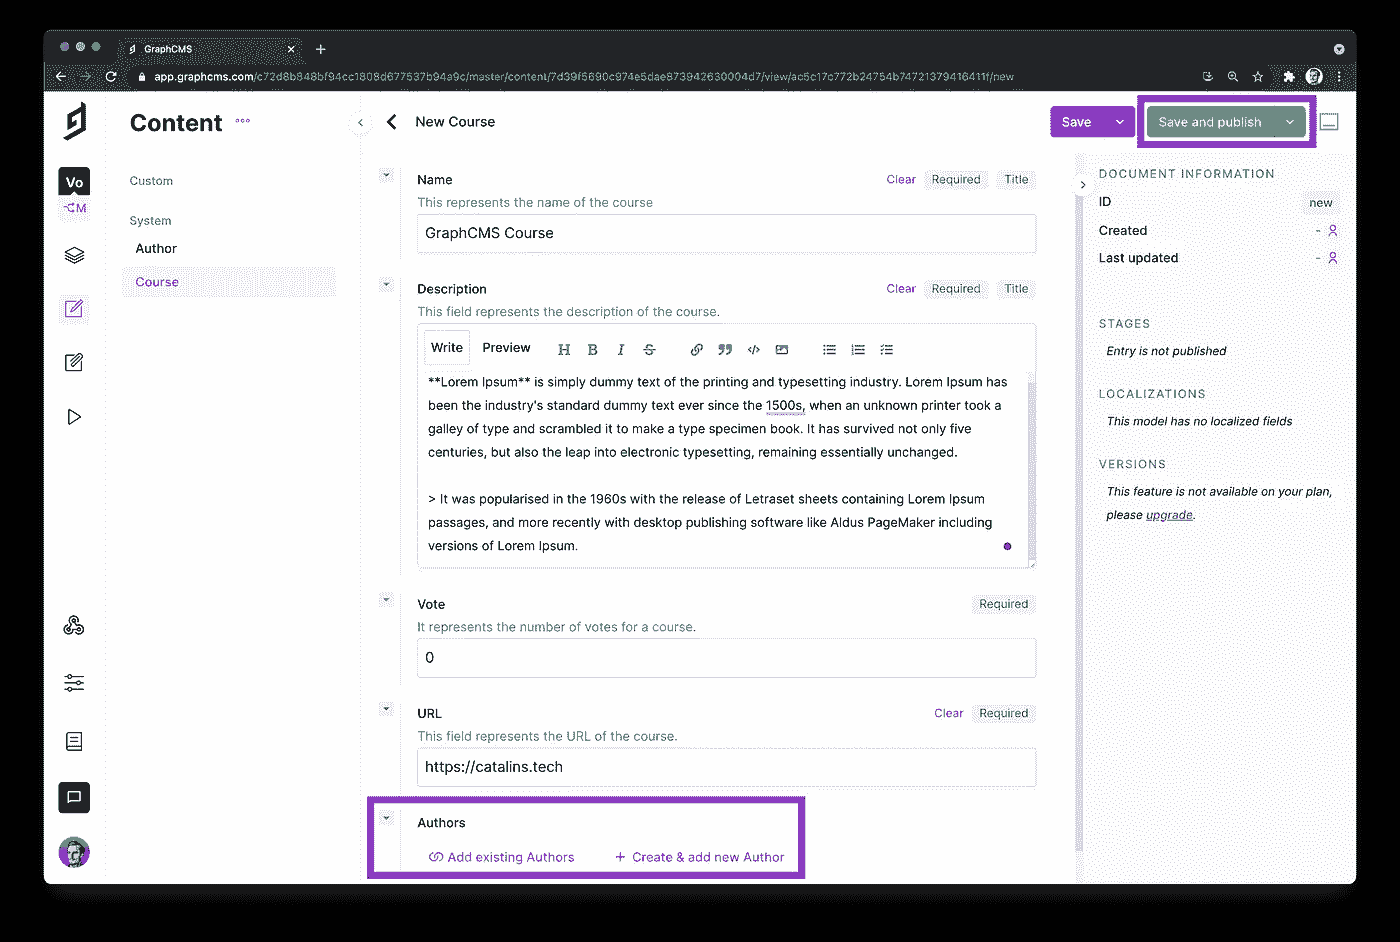 GraphCMS
app.graphcms.com/c72d8b848bf94cc1808d677537b94a9c/master/content/7d39f5690c974e5dae873942630004d7/view/ac5c17c772b24754b74721379416411f/new
Content
New Course
Save
Save and publish
Vo
M
Custom
System
Author
Course
Name
Clear
Required
Title
This represents the name of the course
GraphCMS Course
Description
Clear
Required
Title
This field represents the description of the course.
Write
Preview
H
B
I
S
**Lorem Ipsum** is simply dummy text of the printing and typesetting industry. Lorem Ipsum has
been the industry's standard dummy text ever since the 1500s, when an unknown printer took a
galley of type and scrambled it to make a type specimen book. It has survived not only five
centuries, but also the leap into electronic typesetting, remaining essentially unchanged.
> It was popularised in the 1960s with the release of Letraset sheets containing Lorem Ipsum
passages, and more recently with desktop publishing software like Aldus PageMaker including
versions of Lorem Ipsum.
Vote
Required
It represents the number of votes for a course.
0
URL
Clear
Required
This field represents the URL of the course.
https://catalins.tech
Authors
Add existing Authors
+ Create & add new Author
DOCUMENT INFORMATION
ID
new
Created
-
Last updated
-
STAGES
Entry is not published
LOCALIZATIONS
This model has no localized fields
VERSIONS
This feature is not available on your plan,
please upgrade.